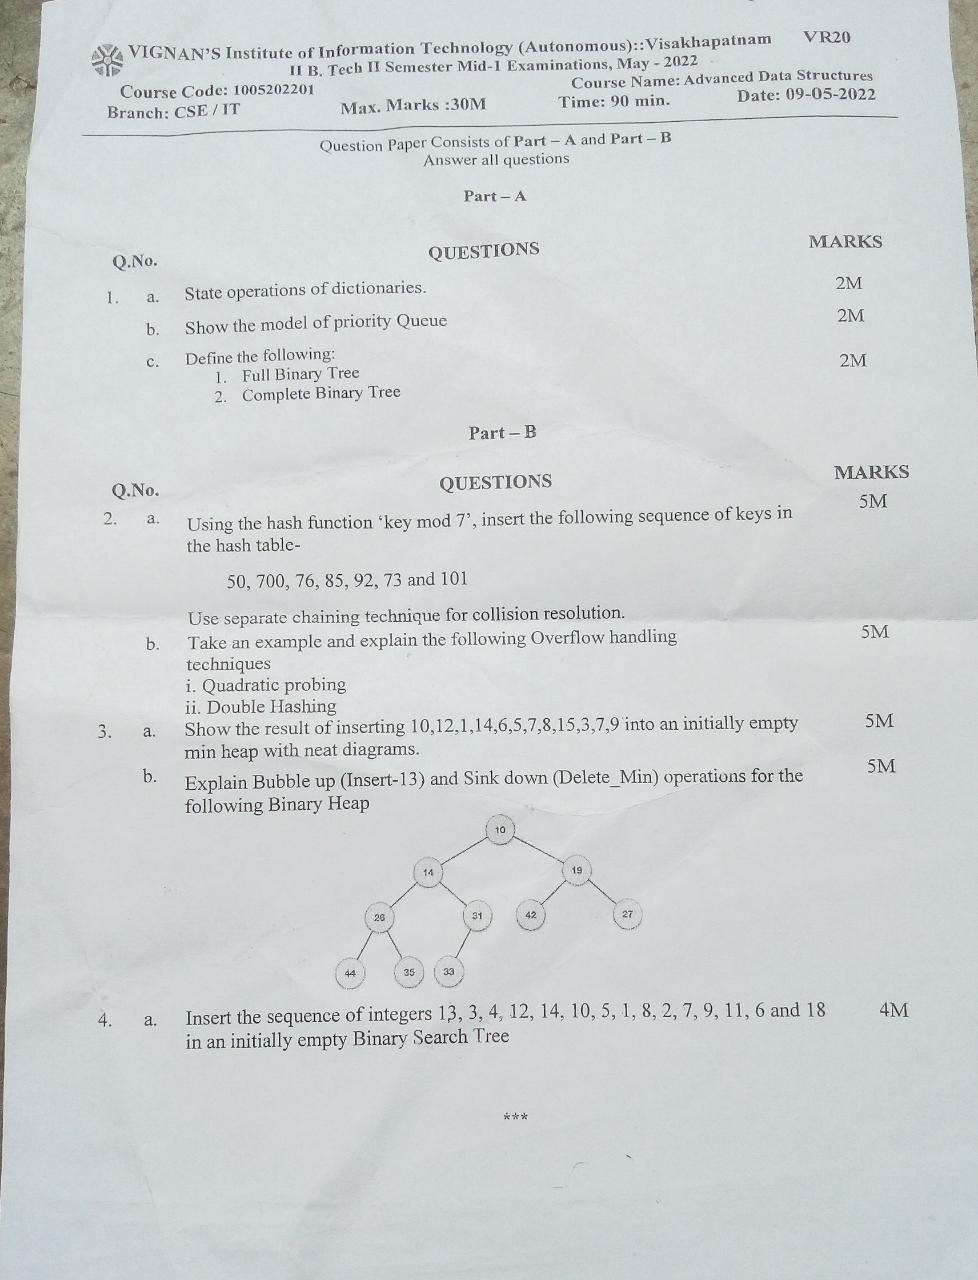 VIGNAN'S Institute of Information Technology (Autonomous)::Visakhapatnam VR20
II B. Tech II Semester Mid-1 Examinations, May - 2022
Course Code: 1005202201 Course Name: Advanced Data Structures
Branch: CSE / IT Max. Marks :30M Time: 90 min. Date: 09-05-2022
Question Paper Consists of Part – A and Part – B
Answer all questions
Part – A
Q.No. QUESTIONS MARKS
1. a. State operations of dictionaries. 2M
b. Show the model of priority Queue 2M
c. Define the following: 2M
1. Full Binary Tree
2. Complete Binary Tree
Part – B
Q.No. QUESTIONS MARKS
2. a. Using the hash function ‘key mod 7’, insert the following sequence of keys in 5M
the hash table-
50, 700, 76, 85, 92, 73 and 101
Use separate chaining technique for collision resolution.
b. Take an example and explain the following Overflow handling 5M
techniques
i. Quadratic probing
ii. Double Hashing
3. a. Show the result of inserting 10,12,1,14,6,5,7,8,15,3,7,9 into an initially empty 5M
min heap with neat diagrams.
b. Explain Bubble up (Insert-13) and Sink down (Delete_Min) operations for the 5M
following Binary Heap
10
14 19
26 31 42 27
44 35 33
4. a. Insert the sequence of integers 13, 3, 4, 12, 14, 10, 5, 1, 8, 2, 7, 9, 11, 6 and 18 4M
in an initially empty Binary Search Tree
***